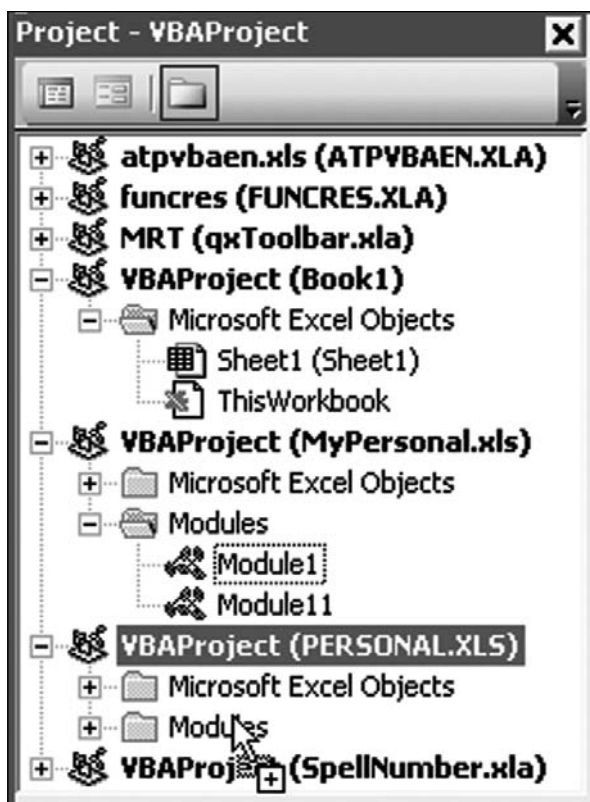 Project - VBAProject
atpvbaen.xls (ATPVBAEN.XLA)
funcres (FUNCRES.XLA)
MRT (qxToolbar.xla)
VBAProject (Book1)
Microsoft Excel Objects
Sheet1 (Sheet1)
ThisWorkbook
VBAProject (MyPersonal.xls)
Microsoft Excel Objects
Modules
Module1
Module11
VBAProject (PERSONAL.XLS)
Microsoft Excel Objects
Modules
VBAProject (SpellNumber.xla)